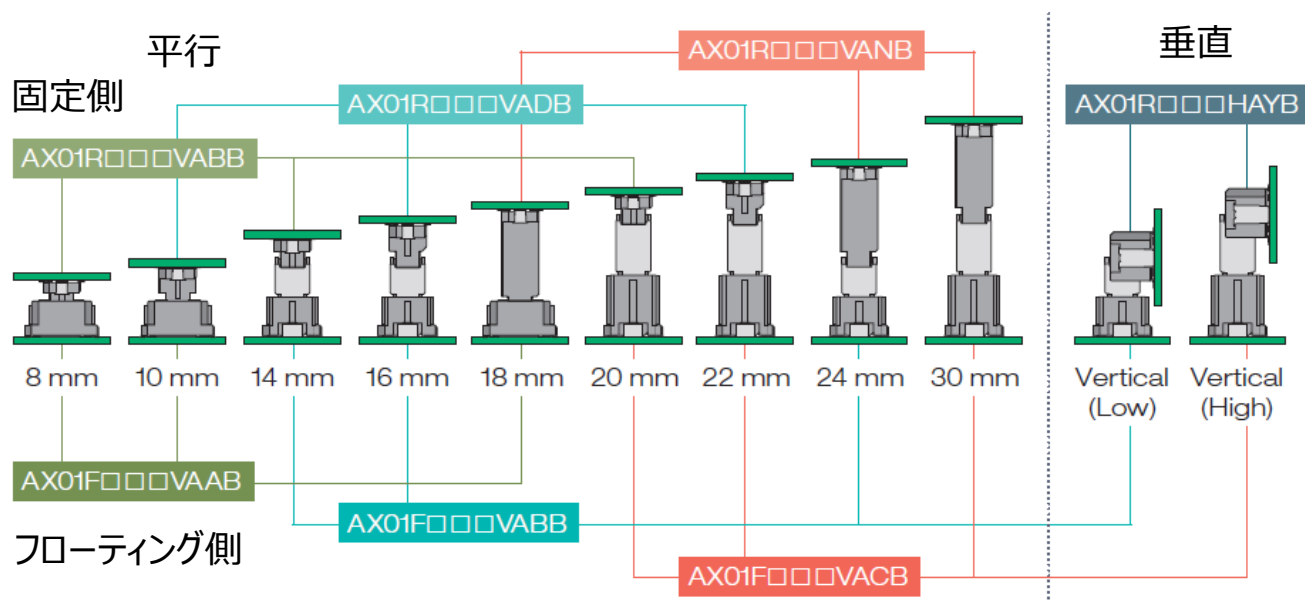 平行
垂直
固定側
AX01R□□□VANB
AX01R□□□VADB
AX01R□□□HAYB
AX01R□□□VABB
8 mm
10 mm
14 mm
16 mm
18 mm
20 mm
22 mm
24 mm
30 mm
Vertical
(Low)
Vertical
(High)
AX01F□□□VAAB
AX01F□□□VABB
フローティング側
AX01F□□□VACB